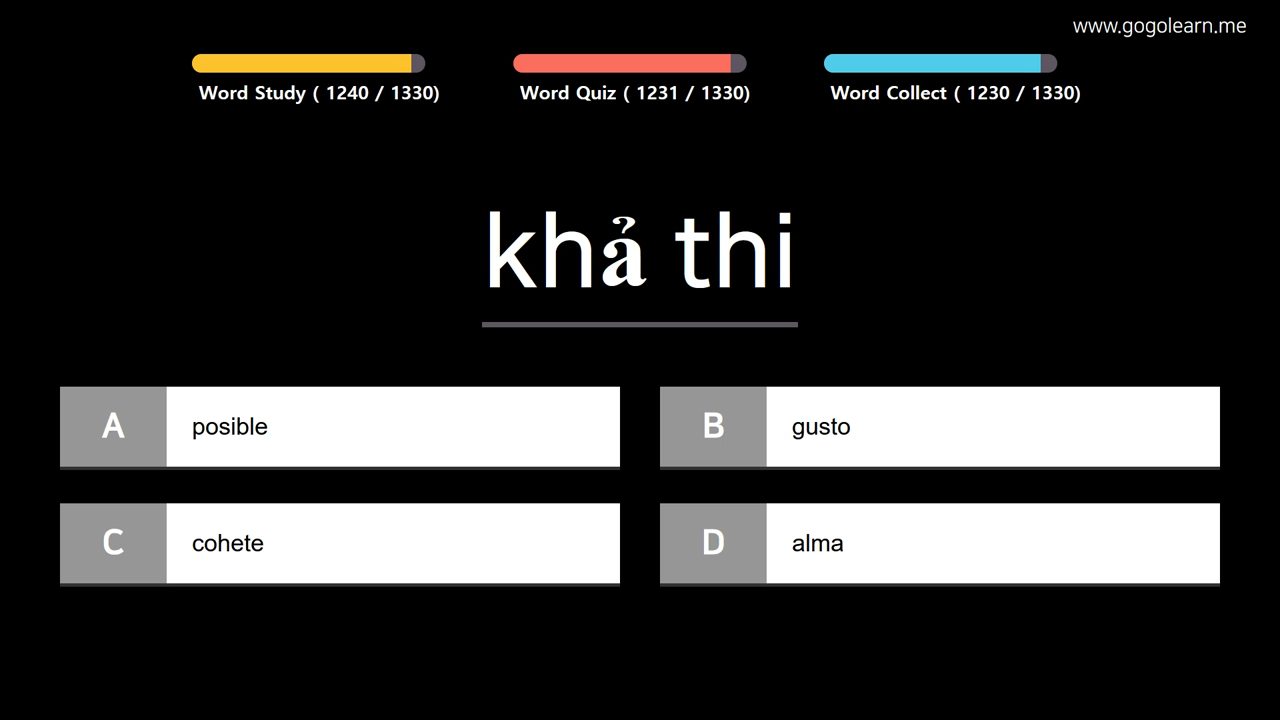 www.gogolearn.me
Word Study ( 1240 / 1330)
Word Quiz ( 1231 / 1330)
Word Collect ( 1230 / 1330)
khả thi
A posible
B gusto
C cohete
D alma